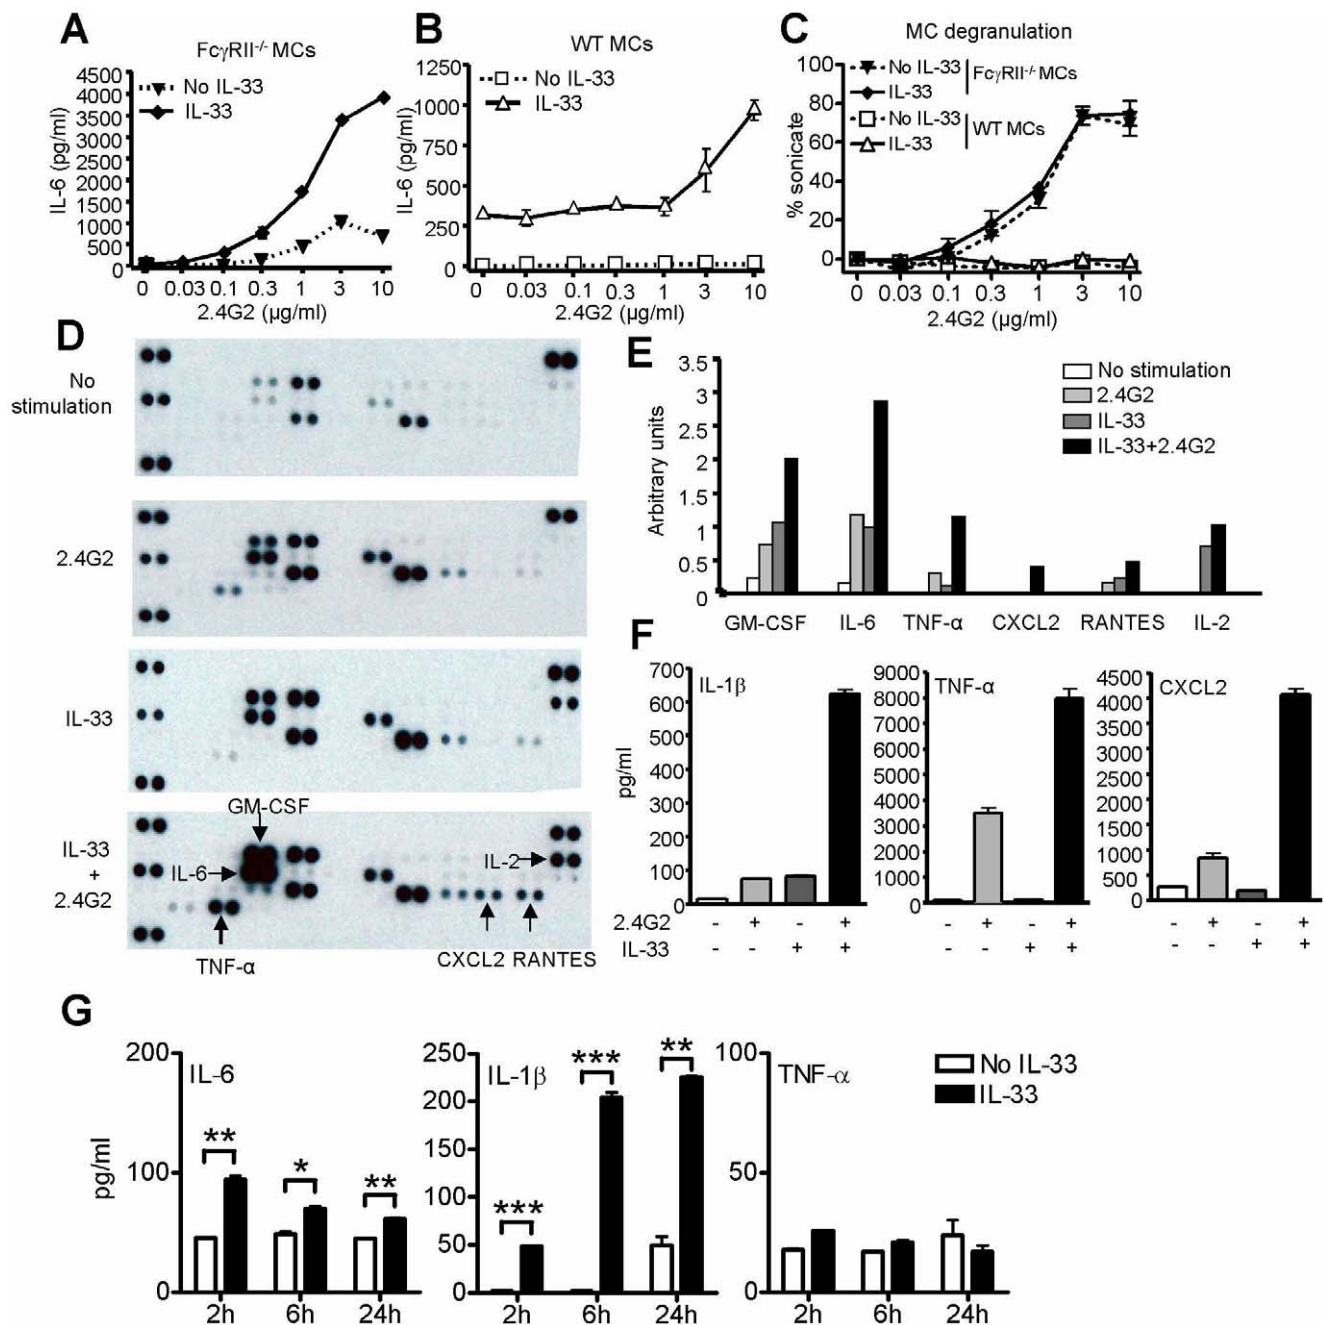 A
FcγRII-/- MCs
No IL-33
IL-33
IL-6 (pg/ml)
4500
4000
3500
3000
2500
2000
1500
1000
500
0
0 0.03 0.1 0.3 1 3 10
2.4G2 (µg/ml)
B
WT MCs
No IL-33
IL-33
IL-6 (pg/ml)
1250
1000
750
500
250
0
0 0.03 0.1 0.3 1 3 10
2.4G2 (µg/ml)
C
MC degranulation
No IL-33
IL-33
FcγRII-/- MCs
No IL-33
IL-33
WT MCs
% sonicate
100
80
60
40
20
0
0 0.03 0.1 0.3 1 3 10
2.4G2 (µg/ml)
D
No
stimulation
2.4G2
IL-33
IL-33
+
2.4G2
GM-CSF
IL-6
IL-2
TNF-α
CXCL2 RANTES
E
Arbitrary units
3.5
3
2.5
2
1.5
1
0.5
0
No stimulation
2.4G2
IL-33
IL-33+2.4G2
GM-CSF IL-6 TNF-α CXCL2 RANTES IL-2
F
pg/ml
IL-1β
700
600
500
400
300
200
100
0
TNF-α
9000
8000
7000
6000
5000
4000
3000
2000
1000
0
CXCL2
4500
4000
3500
3000
2500
2000
1500
1000
500
0
2.4G2 - + - + - + - + - + - +
IL-33 - - + + - - + + - - + +
G
pg/ml
IL-6
200
100
0
** * **
2h 6h 24h
IL-1β
250
200
150
100
50
0
*** *** **
2h 6h 24h
TNF-α
100
50
0
2h 6h 24h
No IL-33
IL-33